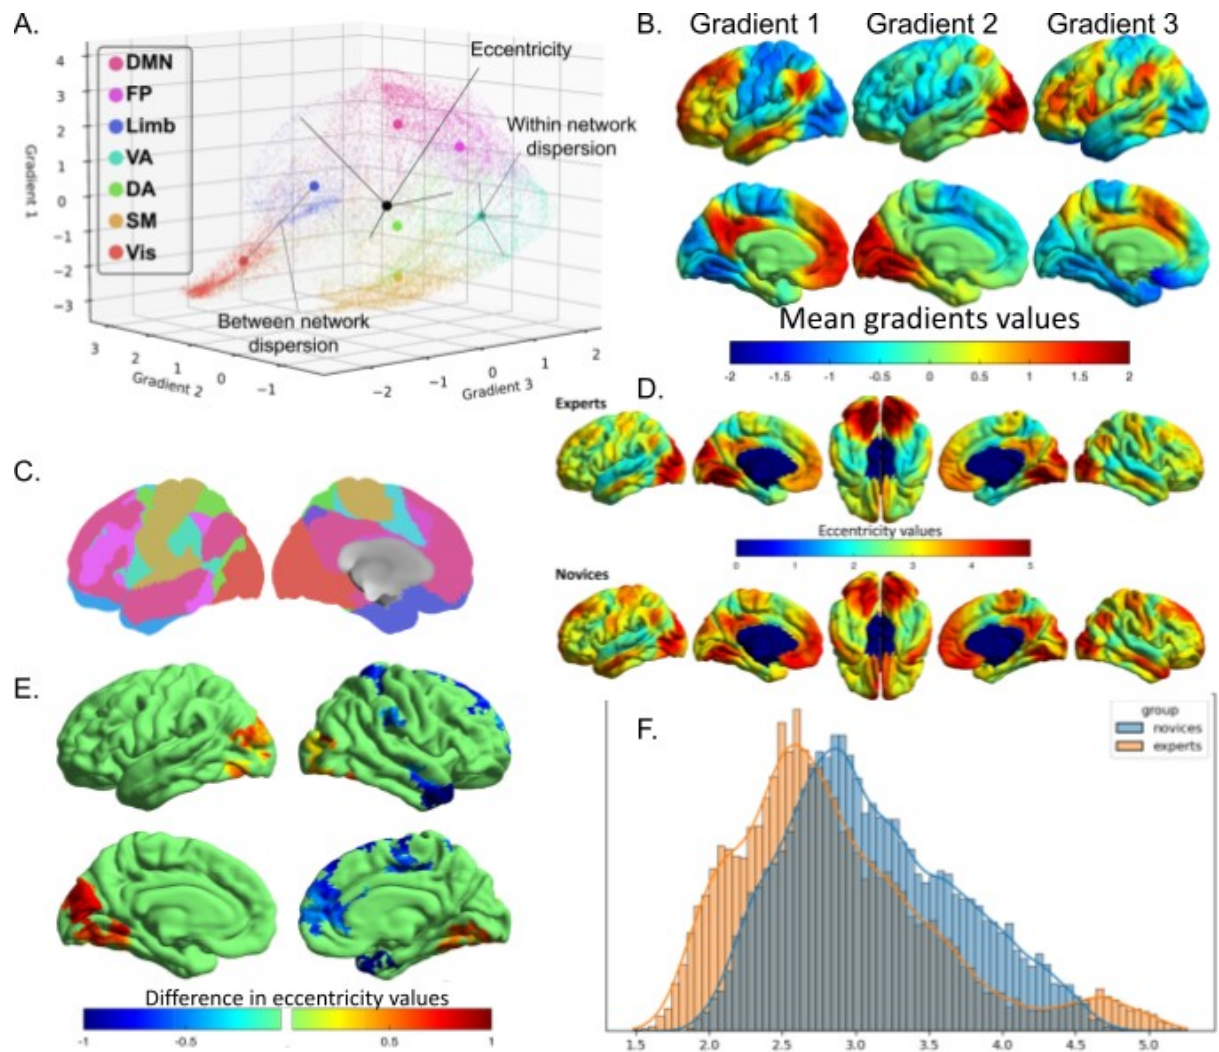 A.
Eccentricity
DMN
FP
Limb
VA
DA
SM
Vis
Within network
dispersion
Between network
dispersion
4
3
2
1
0
−1
−2
−3
Gradient 1
3
2
1
0
−1
Gradient 2
−2
−1
0
1
2
Gradient 3
B.
Gradient 1
Gradient 2
Gradient 3
Mean gradients values
-2
-1.5
-1
-0.5
0
0.5
1
1.5
2
C.
D.
Experts
Eccentricity values
0
1
2
3
4
5
Novices
E.
Difference in eccentricity values
-1
-0.5
0
0.5
1
F.
group
novices
experts
1.5
2.0
2.5
3.0
3.5
4.0
4.5
5.0